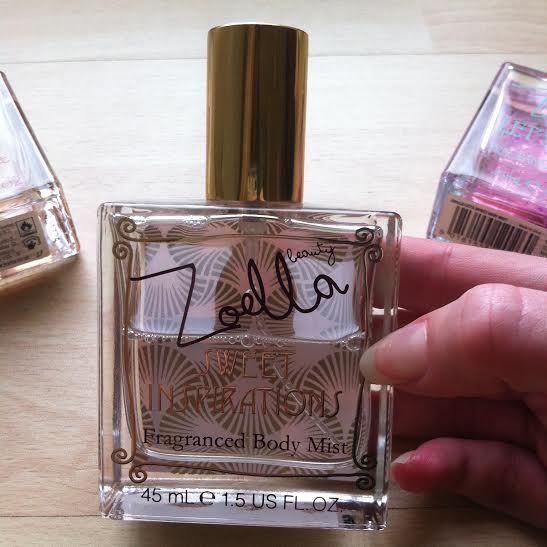 Zoella beauty
SWEET
INSPIRATIONS
Fragranced Body Mist
45 mL e 1.5 US FL. OZ.